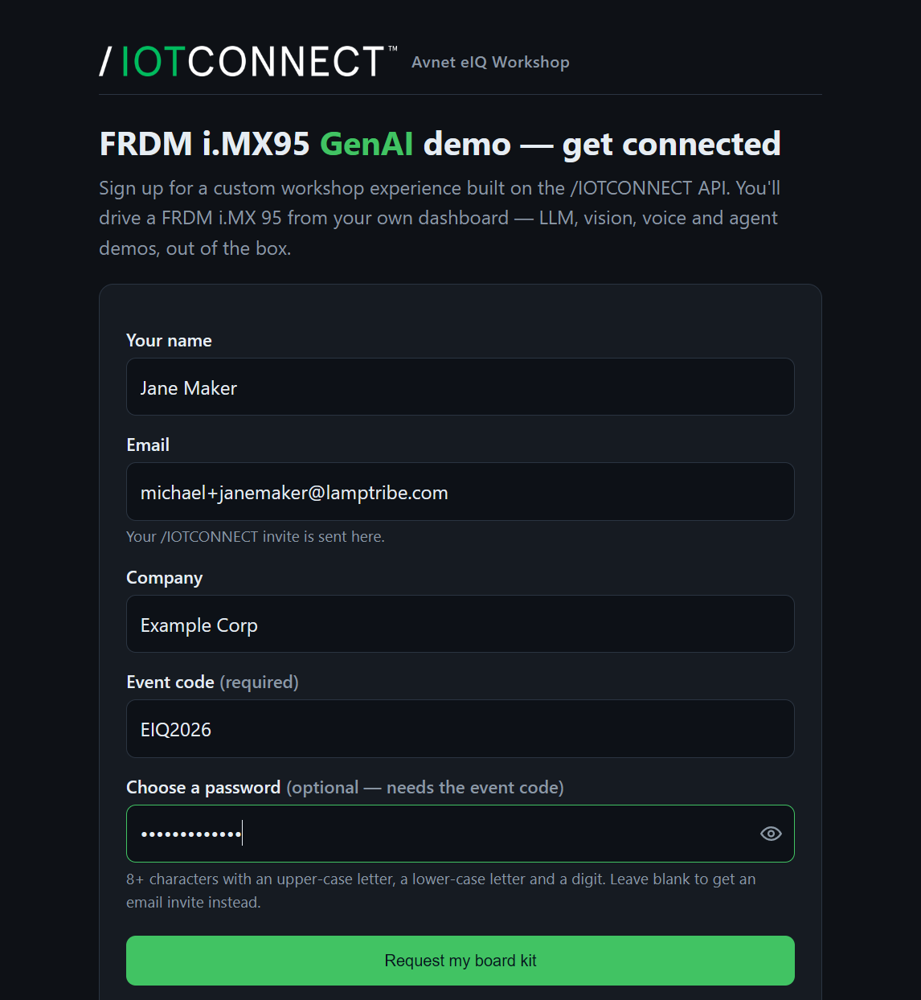 /IOTCONNECT™ Avnet eIQ Workshop
FRDM i.MX95 GenAI demo — get connected
Sign up for a custom workshop experience built on the /IOTCONNECT API. You'll
drive a FRDM i.MX 95 from your own dashboard — LLM, vision, voice and agent
demos, out of the box.
Your name
Jane Maker
Email
michael+janemaker@lamptribe.com
Your /IOTCONNECT invite is sent here.
Company
Example Corp
Event code (required)
EIQ2026
Choose a password (optional — needs the event code)
•••••••••••••
8+ characters with an upper-case letter, a lower-case letter and a digit. Leave blank to get an
email invite instead.
Request my board kit